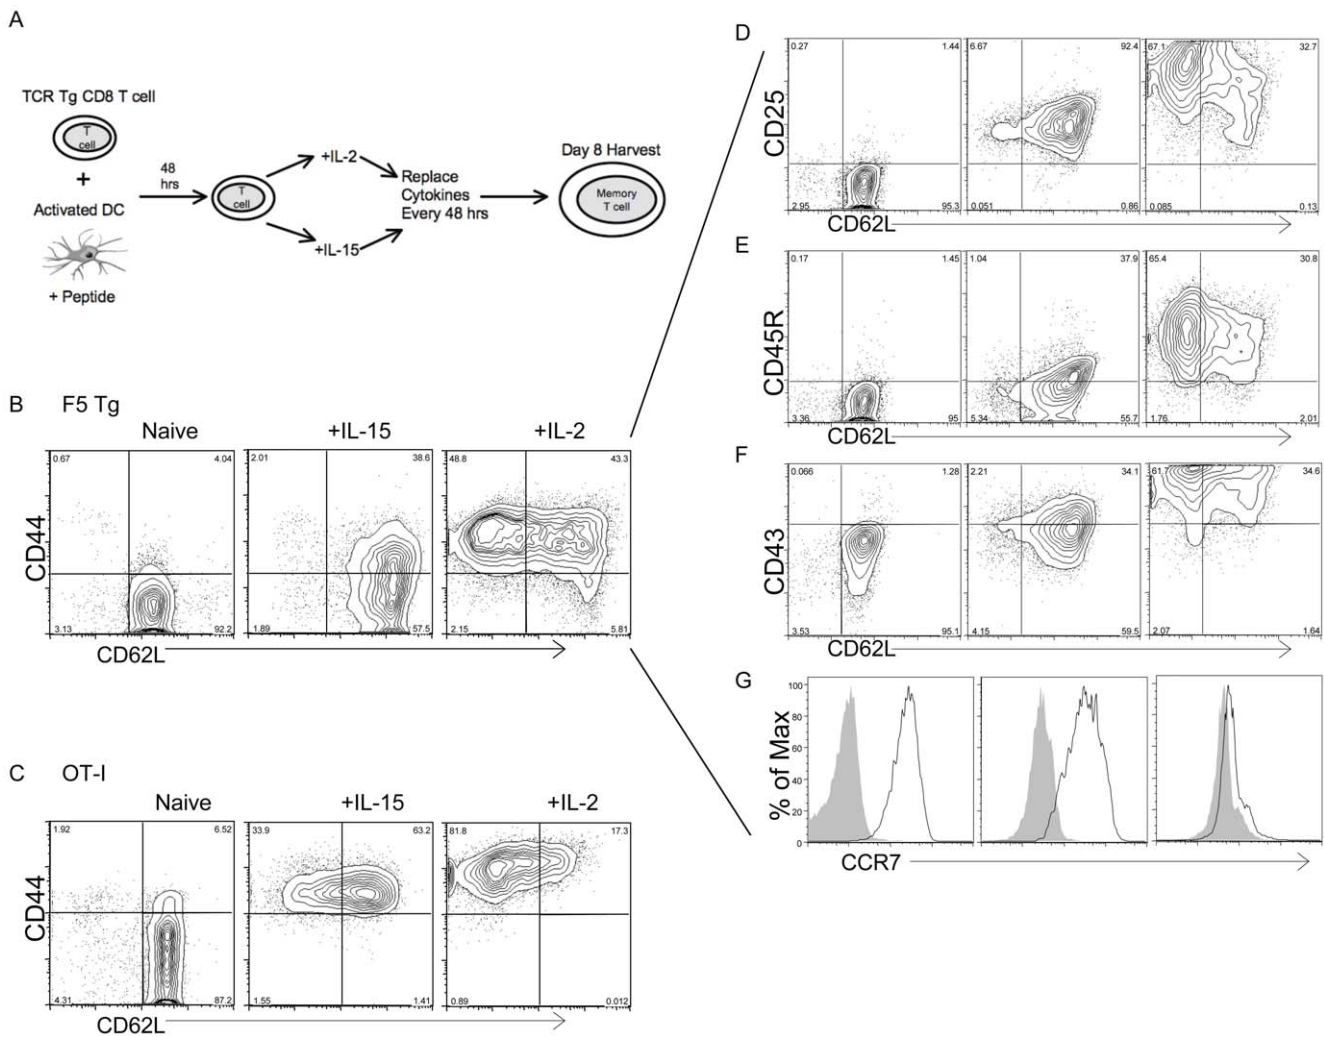 A
TCR Tg CD8 T cell
T
cell
+
Activated DC
+ Peptide
48
hrs
T
cell
+IL-2
+IL-15
Replace
Cytokines
Every 48 hrs
Day 8 Harvest
Memory
T cell
B F5 Tg
Naive +IL-15 +IL-2
CD44
0.67 4.04
3.13 92.2
2.01 38.6
1.89 57.5
48.8 43.3
2.15 5.81
CD62L
C OT-I
Naive +IL-15 +IL-2
CD44
1.92 6.52
4.31 87.2
33.9 63.2
1.55 1.41
81.8 17.3
0.89 0.012
CD62L
D
CD25
0.27 1.44
2.95 95.3
6.67 92.4
0.051 0.86
67.1 32.7
0.085 0.13
CD62L
E
CD45R
0.17 1.45
3.36 95
1.04 37.9
5.34 55.7
65.4 30.8
1.76 2.01
CD62L
F
CD43
0.066 1.28
3.53 95.1
2.21 34.1
4.15 59.5
61.7 34.6
2.07 1.64
CD62L
G
% of Max
100
80
60
40
20
0
CCR7